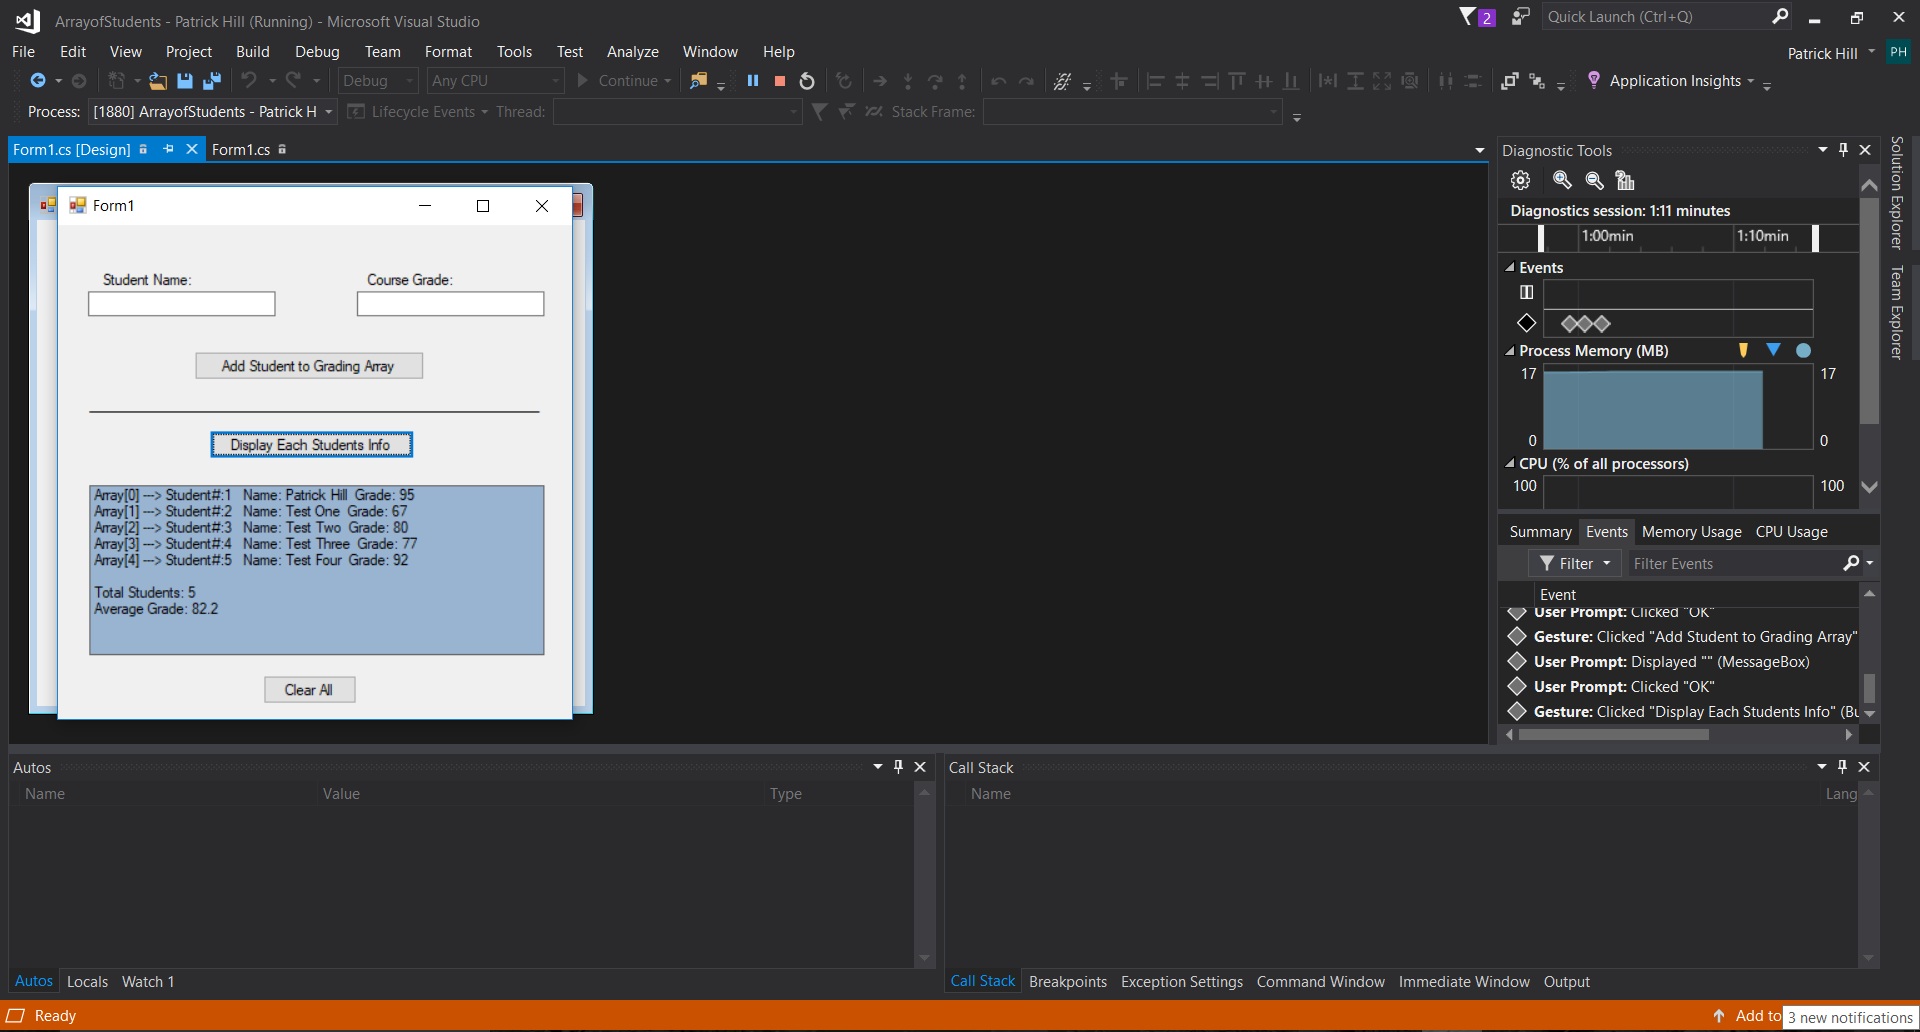 ArrayofStudents - Patrick Hill (Running) - Microsoft Visual Studio
2
Quick Launch (Ctrl+Q)
File Edit View Project Build Debug Team Format Tools Test Analyze Window Help
Patrick Hill
PH
Debug Any CPU Continue Application Insights
Process: [1880] ArrayofStudents - Patrick H Lifecycle Events Thread: Stack Frame:
Form1.cs [Design] Form1.cs
Form1
Student Name: Course Grade:
Add Student to Grading Array
Display Each Students Info
Array[0] ---> Student#:1 Name: Patrick Hill Grade: 95
Array[1] ---> Student#:2 Name: Test One Grade: 67
Array[2] ---> Student#:3 Name: Test Two Grade: 80
Array[3] ---> Student#:4 Name: Test Three Grade: 77
Array[4] ---> Student#:5 Name: Test Four Grade: 92
Total Students: 5
Average Grade: 82.2
Clear All
Diagnostic Tools
Diagnostics session: 1:11 minutes
1:00min 1:10min
Events
Process Memory (MB)
17 17
0 0
CPU (% of all processors)
100 100
Summary Events Memory Usage CPU Usage
Filter Filter Events
Event
User Prompt: Clicked "OK"
Gesture: Clicked "Add Student to Grading Array"
User Prompt: Displayed "" (MessageBox)
User Prompt: Clicked "OK"
Gesture: Clicked "Display Each Students Info" (Bu
Solution Explorer
Team Explorer
Autos
Name Value Type
Autos Locals Watch 1
Call Stack
Name Lang
Call Stack Breakpoints Exception Settings Command Window Immediate Window Output
Ready
Add to
3 new notifications